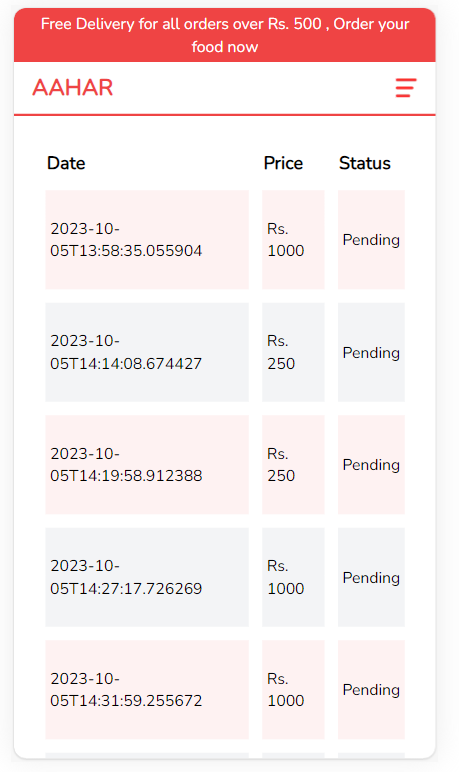 Free Delivery for all orders over Rs. 500 , Order your
food now
AAHAR
Date Price Status
2023-10-
05T13:58:35.055904
Rs.
1000
Pending
2023-10-
05T14:14:08.674427
Rs.
250
Pending
2023-10-
05T14:19:58.912388
Rs.
250
Pending
2023-10-
05T14:27:17.726269
Rs.
1000
Pending
2023-10-
05T14:31:59.255672
Rs.
1000
Pending